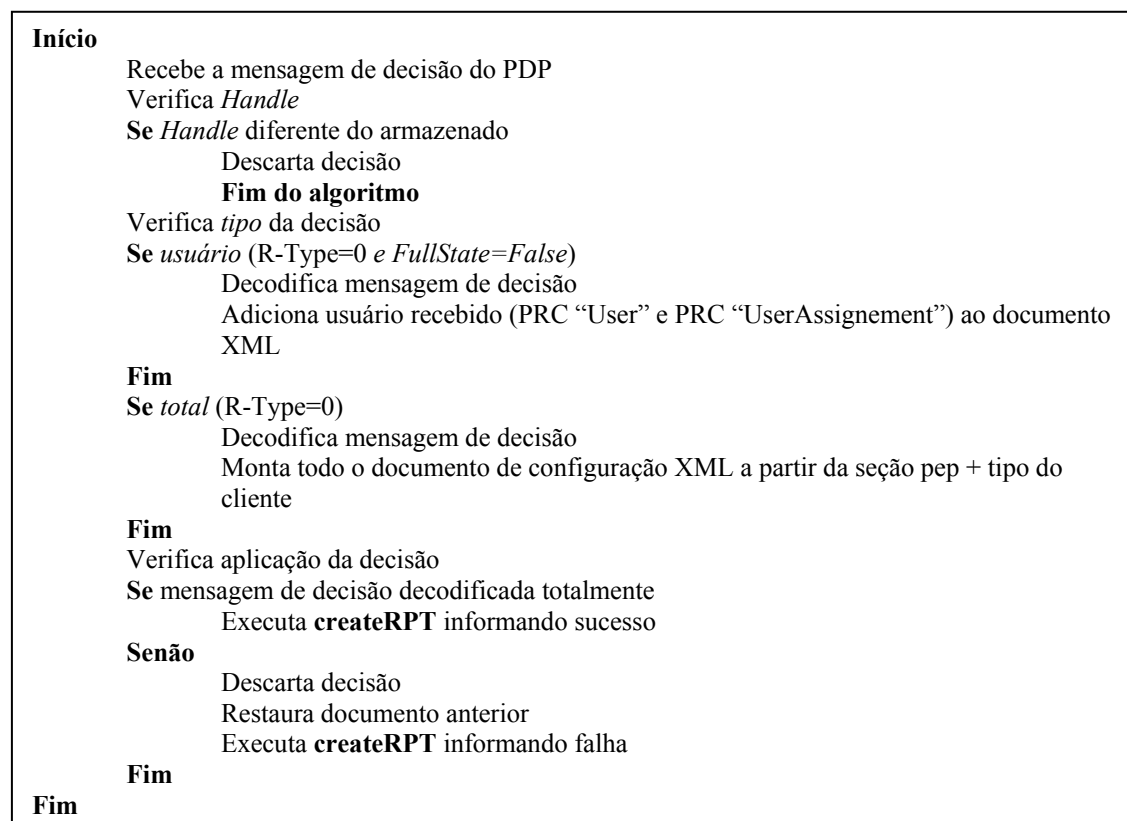 Início
Recebe a mensagem de decisão do PDP
Verifica Handle
Se Handle diferente do armazenado
Descarta decisão
Fim do algoritmo
Verifica tipo da decisão
Se usuário (R-Type=0 e FullState=False)
Decodifica mensagem de decisão
Adiciona usuário recebido (PRC “User” e PRC “UserAssignement”) ao documento
XML
Fim
Se total (R-Type=0)
Decodifica mensagem de decisão
Monta todo o documento de configuração XML a partir da seção pep + tipo do
cliente
Fim
Verifica aplicação da decisão
Se mensagem de decisão decodificada totalmente
Executa createRPT informando sucesso
Senão
Descarta decisão
Restaura documento anterior
Executa createRPT informando falha
Fim
Fim